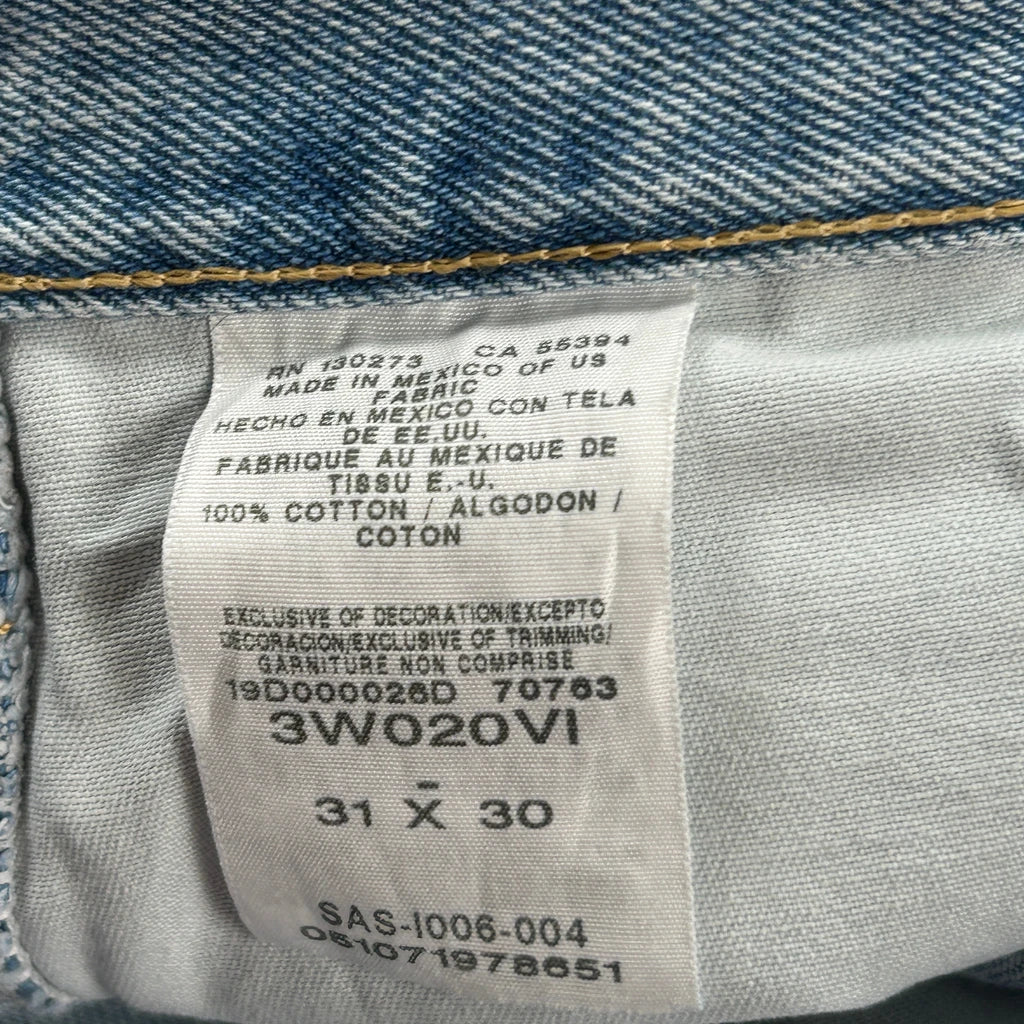 RN 130273 CA 55394
MADE IN MEXICO OF US
FABRIC
HECHO EN MEXICO CON TELA
DE EE.UU.
FABRIQUE AU MEXIQUE DE
TISSU E.-U.
100% COTTON / ALGODON /
COTON
EXCLUSIVE OF DECORATION/EXCEPTO
DECORACION/EXCLUSIVE OF TRIMMING/
GARNITURE NON COMPRISE
19D000026D 70763
3W020VI
31 X 30
SAS-I006-004
051071978651